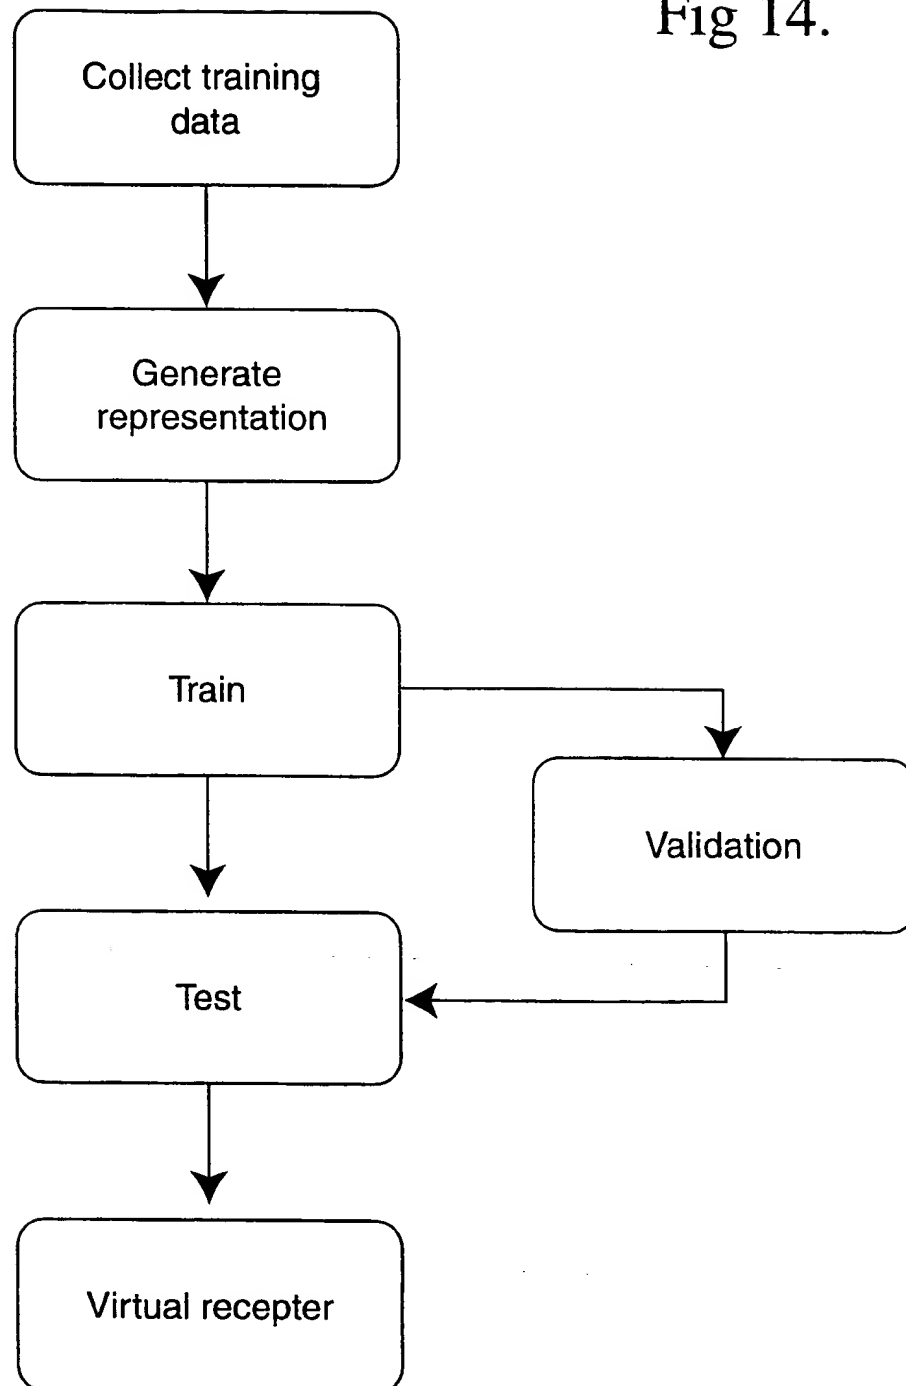 Fig 14.
Collect training
data
Generate
representation
Train
Validation
Test
Virtual recepter